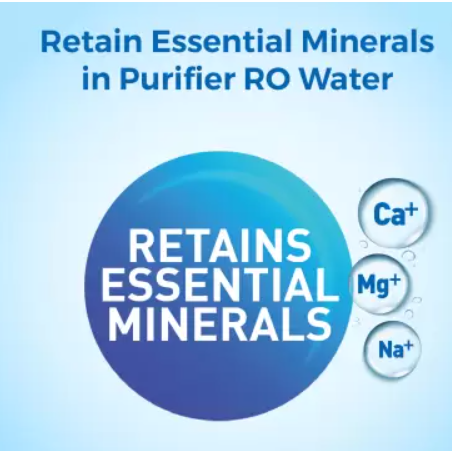 Retain Essential Minerals
in Purifier RO Water
RETAINS
ESSENTIAL
MINERALS
Ca+
Mg+
Na+